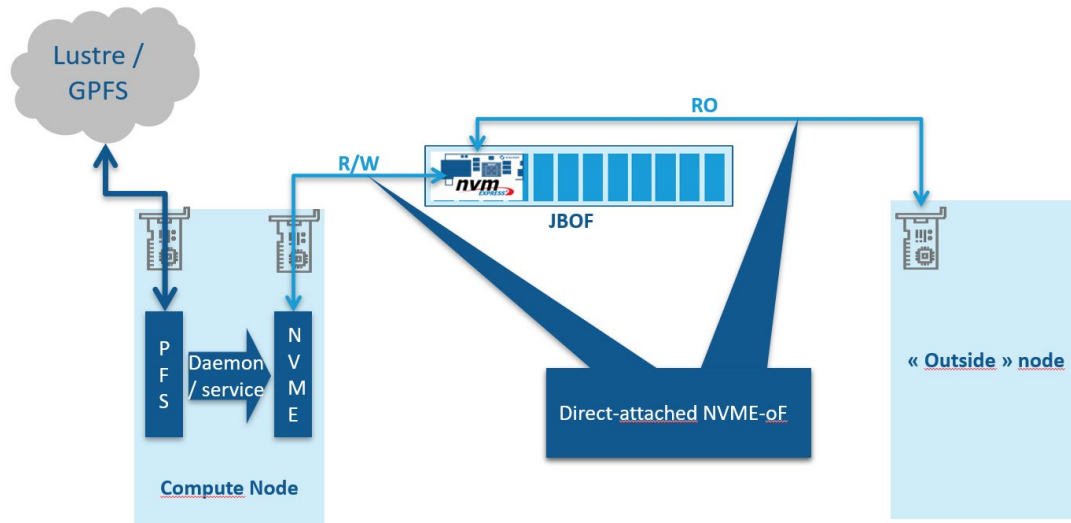 Lustre /
GPFS
RO
R/W
nvm
EXPRESS
JBOF
P
F
S
Daemon
/ service
N
V
M
E
Direct-attached NVME-oF
« Outside » node
Compute Node